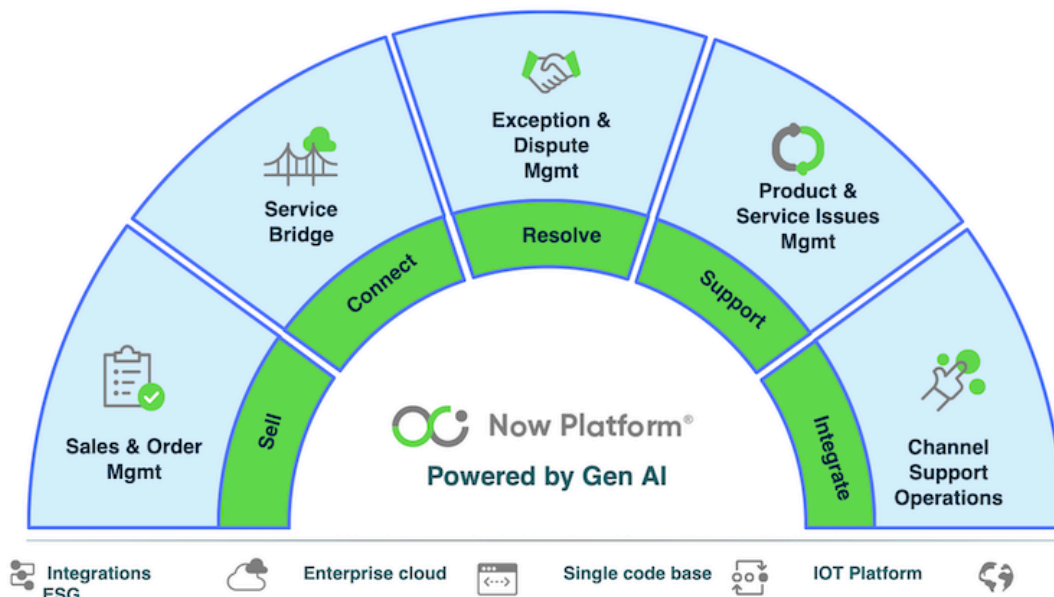 Exception &
Dispute
Mgmt
Service
Bridge
Product &
Service Issues
Mgmt
Sales & Order
Mgmt
Channel
Support
Operations
Sell
Connect
Resolve
Support
Integrate
Now Platform®
Powered by Gen AI
Integrations
Enterprise cloud
Single code base
IOT Platform
ESG